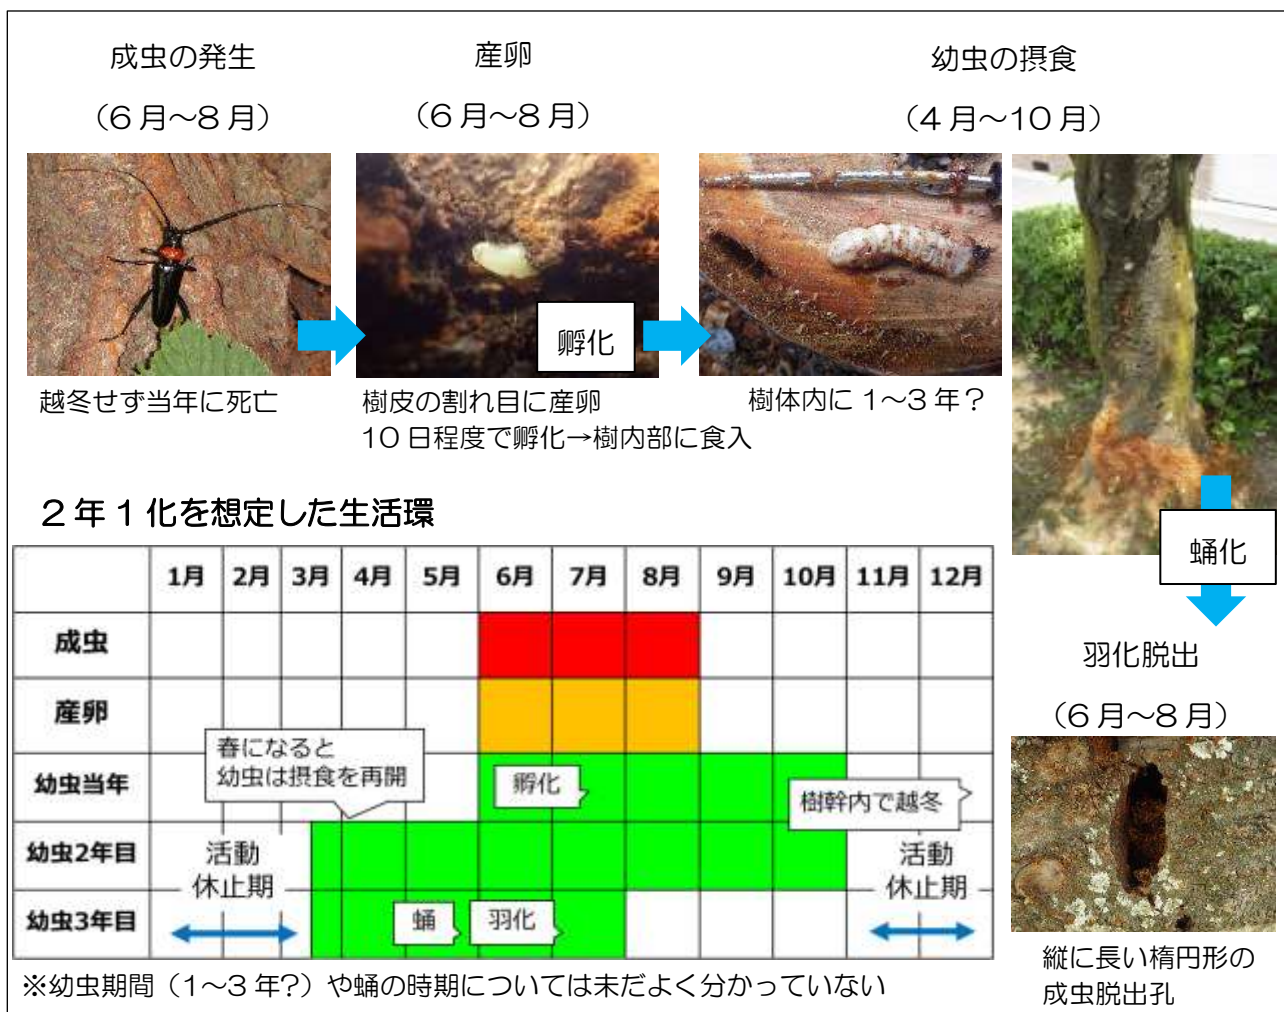 成虫の発生
（6月～8月）
産卵
（6月～8月）
幼虫の摂食
（4月～10月）
孵化
越冬せず当年に死亡
樹皮の割れ目に産卵
10日程度で孵化→樹内部に食入
樹体内に1～3年？
蛹化
羽化脱出
（6月～8月）
縦に長い楕円形の
成虫脱出孔
2年1化を想定した生活環
1月 2月 3月 4月 5月 6月 7月 8月 9月 10月 11月 12月
成虫
産卵
春になると
幼虫は摂食を再開
幼虫当年
孵化
樹幹内で越冬
幼虫2年目
活動
休止期
活動
休止期
幼虫3年目
蛹
羽化
※幼虫期間（1～3年?）や蛹の時期については未だよく分かっていない